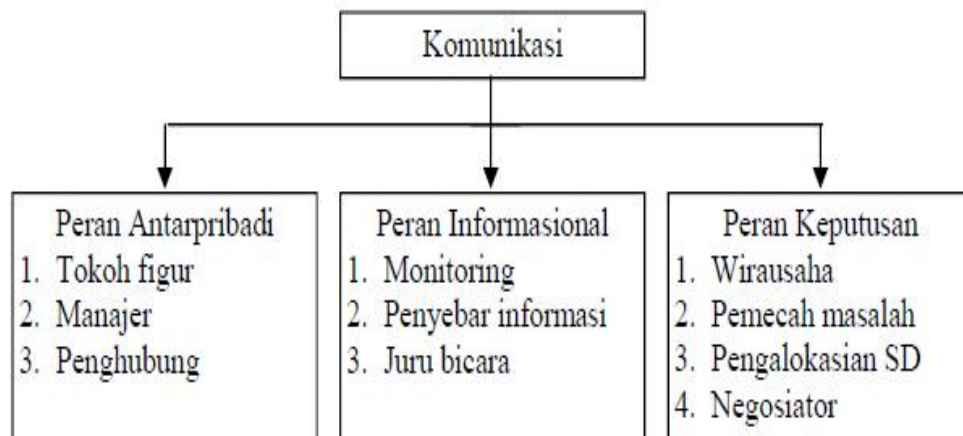 Komunikasi
Peran Antarpribadi
1. Tokoh figur
2. Manajer
3. Penghubung
Peran Informasional
1. Monitoring
2. Penyebar informasi
3. Juru bicara
Peran Keputusan
1. Wirausaha
2. Pemecah masalah
3. Pengalokasian SD
4. Negosiator